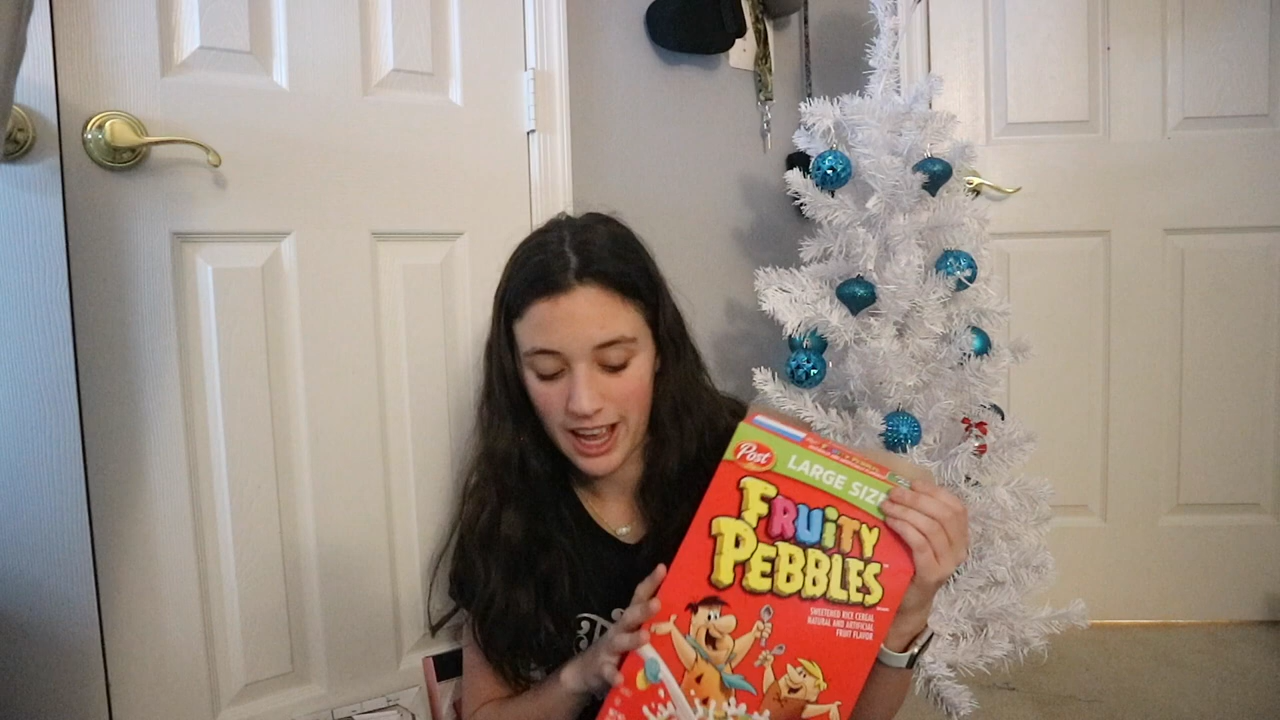 Post
LARGE SIZE
FRUITY
PEBBLES
SWEETENED RICE CEREAL
NATURAL AND ARTIFICIAL
FRUIT FLAVOR